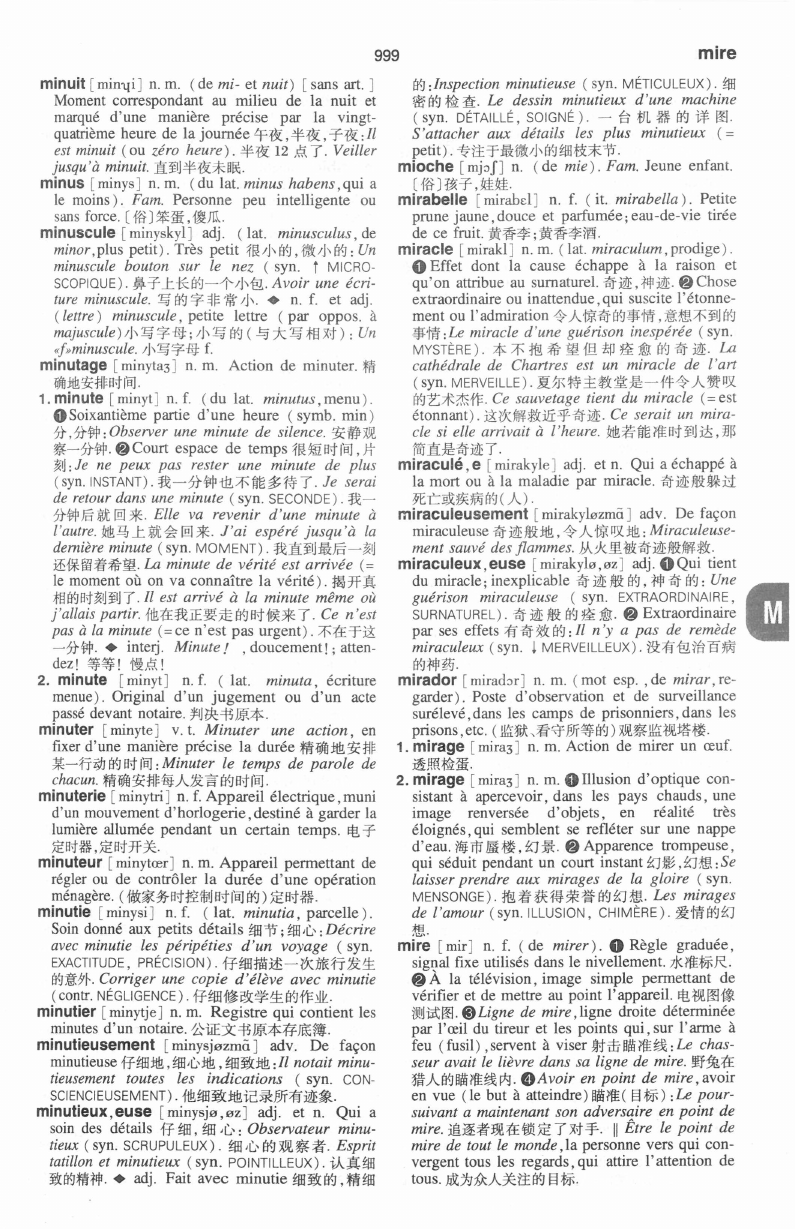 999
mire
minuit [minɥi] n. m. (de mi- et nuit) [sans art.]
Moment correspondant au milieu de la nuit et
marqué d'une manière précise par la vingt-
quatrième heure de la journée 午夜,半夜,子夜:Il
est minuit (ou zéro heure). 半夜 12 点了. Veiller
jusqu'à minuit. 直到半夜未眠.
minus [minys] n. m. (du lat. minus habens,qui a
le moins). Fam. Personne peu intelligente ou
sans force. [俗]笨蛋,傻瓜.
minuscule [minyskyl] adj. (lat. minusculus, de
minor,plus petit). Très petit 很小的,微小的: Un
minuscule bouton sur le nez (syn. ↑ MICRO-
SCOPIQUE). 鼻子上长的一个小包. Avoir une écri-
ture minuscule. 写的字非常小. ◆ n. f. et adj.
(lettre) minuscule, petite lettre (par oppos. à
majuscule)小写字母;小写的(与大写相对): Un
«f»minuscule. 小写字母 f.
minutage [minytaʒ] n. m. Action de minuter. 精
确地安排时间.
1. minute [minyt] n. f. (du lat. minutus,menu).
❶Soixantième partie d'une heure (symb. min)
分,分钟:Observer une minute de silence. 安静观
察一分钟. ❷Court espace de temps 很短时间,片
刻:Je ne peux pas rester une minute de plus
(syn. INSTANT). 我一分钟也不能多待了. Je serai
de retour dans une minute (syn. SECONDE). 我一
分钟后就回来. Elle va revenir d'une minute à
l'autre. 她马上就会回来. J'ai espéré jusqu'à la
dernière minute (syn. MOMENT). 我直到最后一刻
还保留着希望. La minute de vérité est arrivée (=
le moment où on va connaître la vérité). 揭开真
相的时刻到了. Il est arrivé à la minute même où
j'allais partir. 他在我正要走的时候来了. Ce n'est
pas à la minute (=ce n'est pas urgent). 不在于这
一分钟. ◆ interj. Minute! ,doucement!; atten-
dez! 等等! 慢点!
2. minute [minyt] n. f. (lat. minuta, écriture
menue). Original d'un jugement ou d'un acte
passé devant notaire. 判决书原本.
minuter [minyte] v. t. Minuter une action, en
fixer d'une manière précise la durée 精确地安排
某一行动的时间:Minuter le temps de parole de
chacun. 精确安排每人发言的时间.
minuterie [minytri] n. f. Appareil électrique,muni
d'un mouvement d'horlogerie,destiné à garder la
lumière allumée pendant un certain temps. 电子
定时器,定时开关.
minuteur [minytœr] n. m. Appareil permettant de
régler ou de contrôler la durée d'une opération
ménagère. (做家务时控制时间的)定时器.
minutie [minysi] n. f. (lat. minutia, parcelle).
Soin donné aux petits détails 细节;细心:Décrire
avec minutie les péripéties d'un voyage (syn.
EXACTITUDE, PRÉCISION). 仔细描述一次旅行发生
的意外. Corriger une copie d'élève avec minutie
(contr. NÉGLIGENCE). 仔细修改学生的作业.
minutier [minytje] n. m. Registre qui contient les
minutes d'un notaire. 公证文书原本存底簿.
minutieusement [minysjøzmɑ̃] adv. De façon
minutieuse 仔细地,细心地,细致地:Il notait minu-
tieusement toutes les indications (syn. CON-
SCIENCIEUSEMENT). 他细致地记录所有迹象.
minutieux,euse [minysjø,øz] adj. et n. Qui a
soin des détails 仔细,细心: Observateur minu-
tieux (syn. SCRUPULEUX). 细心的观察者. Esprit
tatillon et minutieux (syn. POINTILLEUX). 认真细
致的精神. ◆ adj. Fait avec minutie 细致的,精细
的:Inspection minutieuse (syn. MÉTICULEUX). 细
密的检查. Le dessin minutieux d'une machine
(syn. DÉTAILLÉ, SOIGNÉ). 一台机器的详图.
S'attacher aux détails les plus minutieux (=
petit). 专注于最微小的细枝末节.
mioche [mjɔʃ] n. (de mie). Fam. Jeune enfant.
[俗]孩子,娃娃.
mirabelle [mirabɛl] n. f. (it. mirabella). Petite
prune jaune,douce et parfumée;eau-de-vie tirée
de ce fruit. 黄香李;黄香李酒.
miracle [mirakl] n. m. (lat. miraculum,prodige).
❶Effet dont la cause échappe à la raison et
qu'on attribue au surnaturel. 奇迹,神迹. ❷Chose
extraordinaire ou inattendue,qui suscite l'étonne-
ment ou l'admiration 令人惊奇的事情,意想不到的
事情:Le miracle d'une guérison inespérée (syn.
MYSTÈRE). 本不抱希望但却痊愈的奇迹. La
cathédrale de Chartres est un miracle de l'art
(syn. MERVEILLE). 夏尔特主教堂是一件令人赞叹
的艺术杰作. Ce sauvetage tient du miracle (=est
étonnant). 这次解救近乎奇迹. Ce serait un mira-
cle si elle arrivait à l'heure. 她若能准时到达,那
简直是奇迹了.
miraculé,e [mirakyle] adj. et n. Qui a échappé à
la mort ou à la maladie par miracle. 奇迹般躲过
死亡或疾病的(人).
miraculeusement [mirakyløzmɑ̃] adv. De façon
miraculeuse 奇迹般地,令人惊叹地: Miraculeuse-
ment sauvé des flammes. 从火里被奇迹般解救.
miraculeux,euse [mirakylø,øz] adj. ❶Qui tient
du miracle; inexplicable 奇迹般的,神奇的: Une
guérison miraculeuse (syn. EXTRAORDINAIRE,
SURNATUREL). 奇迹般的痊愈. ❷ Extraordinaire
par ses effets 有奇效的:Il n'y a pas de remède
miraculeux (syn. ↓ MERVEILLEUX). 没有包治百病
的神药.
mirador [miradɔr] n. m. (mot esp. ,de mirar,re-
garder). Poste d'observation et de surveillance
surélevé,dans les camps de prisonniers,dans les
prisons,etc. (监狱、看守所等的)观察监视塔楼.
1. mirage [miraʒ] n. m. Action de mirer un œuf.
透照检蛋.
2. mirage [miraʒ] n. m. ❶Illusion d'optique con-
sistant à apercevoir, dans les pays chauds, une
image renversée d'objets, en réalité très
éloignés,qui semblent se refléter sur une nappe
d'eau. 海市蜃楼,幻景. ❷ Apparence trompeuse,
qui séduit pendant un court instant 幻影,幻想:Se
laisser prendre aux mirages de la gloire (syn.
MENSONGE). 抱着获得荣誉的幻想. Les mirages
de l'amour (syn. ILLUSION, CHIMÈRE). 爱情的幻
想.
mire [mir] n. f. (de mirer). ❶ Règle graduée,
signal fixe utilisés dans le nivellement. 水准标尺.
❷À la télévision,image simple permettant de
vérifier et de mettre au point l'appareil. 电视图像
测试图. ❸Ligne de mire,ligne droite déterminée
par l'œil du tireur et les points qui,sur l'arme à
feu (fusil),servent à viser 射击瞄准线:Le chas-
seur avait le lièvre dans sa ligne de mire. 野兔在
猎人的瞄准线内. ❹Avoir en point de mire,avoir
en vue (le but à atteindre)瞄准(目标):Le pour-
suivant a maintenant son adversaire en point de
mire. 追逐者现在锁定了对手. ‖ Être le point de
mire de tout le monde,la personne vers qui con-
vergent tous les regards,qui attire l'attention de
tous. 成为众人关注的目标.
M